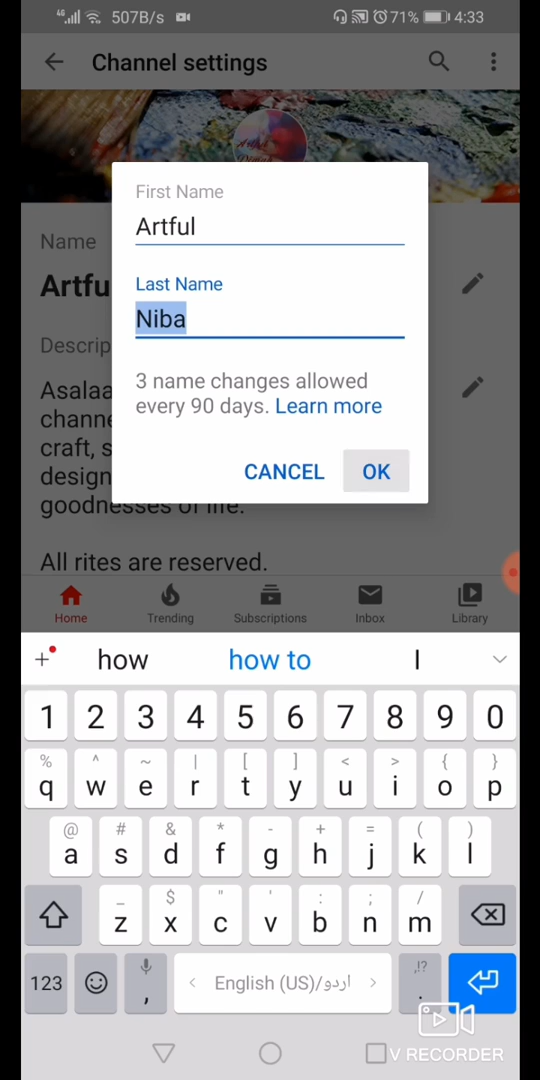 4G 507B/s 71% 4:33
Channel settings
First Name
Artful
Name
Artfu
Last Name
Niba
Descrip
3 name changes allowed
every 90 days. Learn more
Asalaa
channe
craft, s
design
CANCEL OK
goodnesses of life.
All rites are reserved.
Home Trending Subscriptions Inbox Library
+ how how to I
1 2 3 4 5 6 7 8 9 0
% ^ ~ | [ ] < > { }
q w e r t y u i o p
@ # & * - + = ( )
a s d f g h j k l
_ $ " ' : ; /
z x c v b n m
123 , < English (US)/اردو > ,!? .
V RECORDER